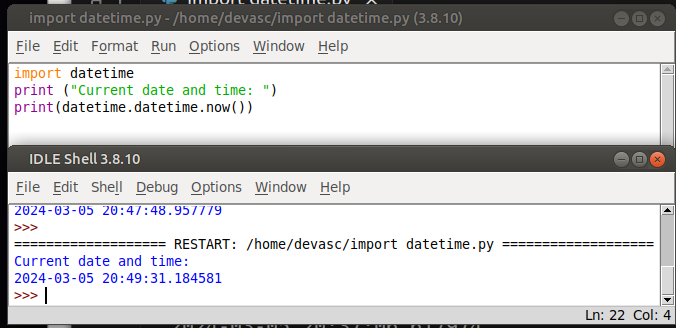 import datetime.py
import datetime.py - /home/devasc/import datetime.py (3.8.10)
File Edit Format Run Options Window Help
import datetime
print ("Current date and time: ")
print(datetime.datetime.now())
IDLE Shell 3.8.10
File Edit Shell Debug Options Window Help
2024-03-05 20:47:48.957779
>>>
=================== RESTART: /home/devasc/import datetime.py ===================
Current date and time:
2024-03-05 20:49:31.184581
>>>
Ln: 22 Col: 4